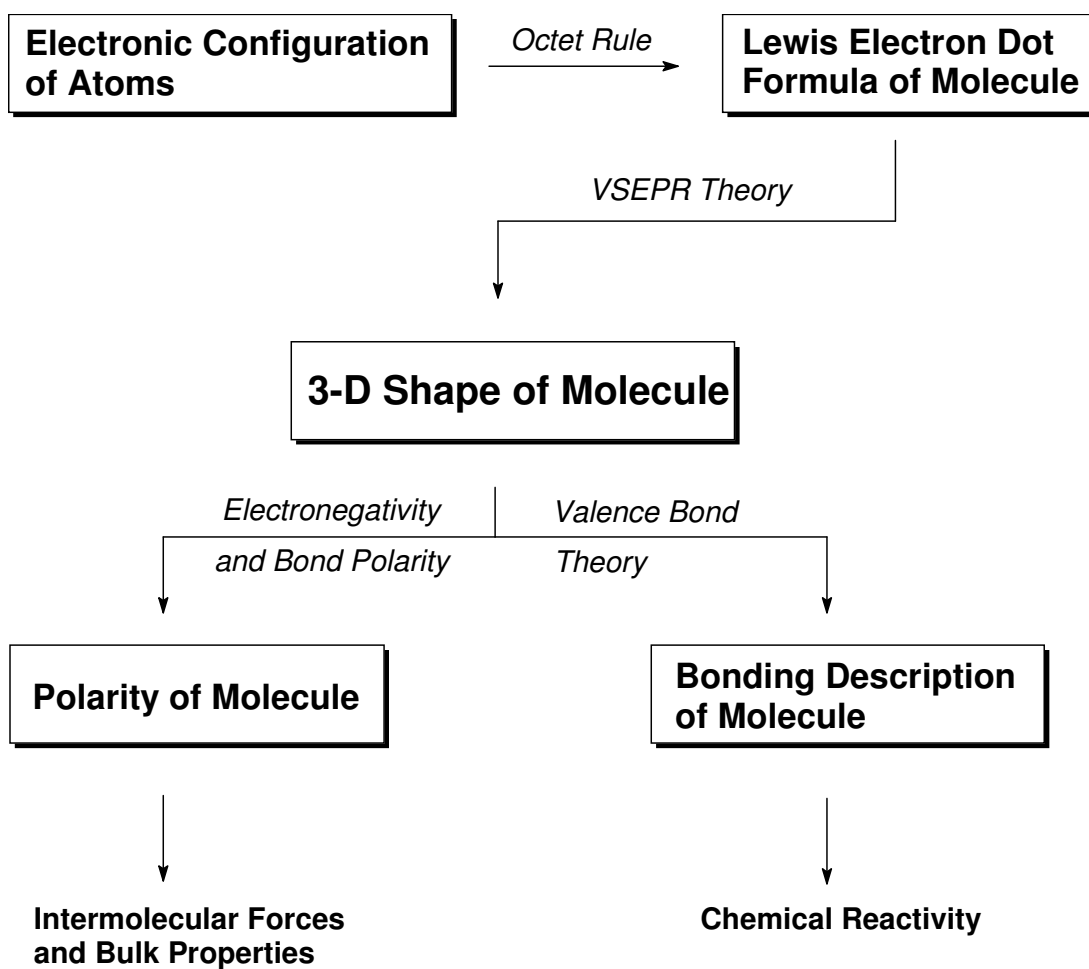 Electronic Configuration
of Atoms
Octet Rule
Lewis Electron Dot
Formula of Molecule
VSEPR Theory
3-D Shape of Molecule
Electronegativity
and Bond Polarity
Valence Bond
Theory
Polarity of Molecule
Bonding Description
of Molecule
Intermolecular Forces
and Bulk Properties
Chemical Reactivity